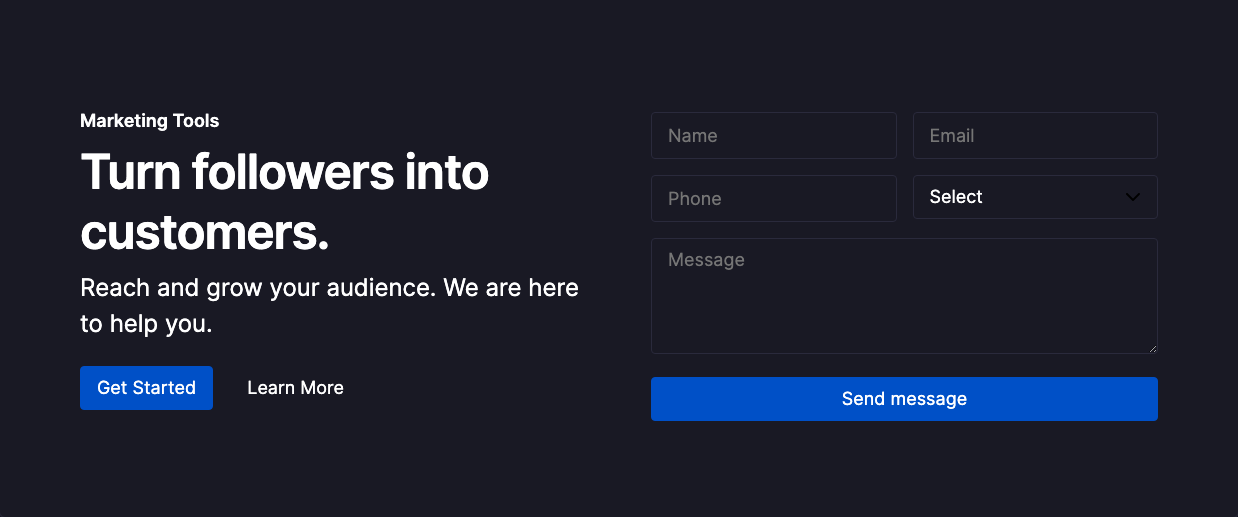 Marketing Tools
Turn followers into
customers.
Reach and grow your audience. We are here
to help you.
Get Started
Learn More
Name
Email
Phone
Select
Message
Send message